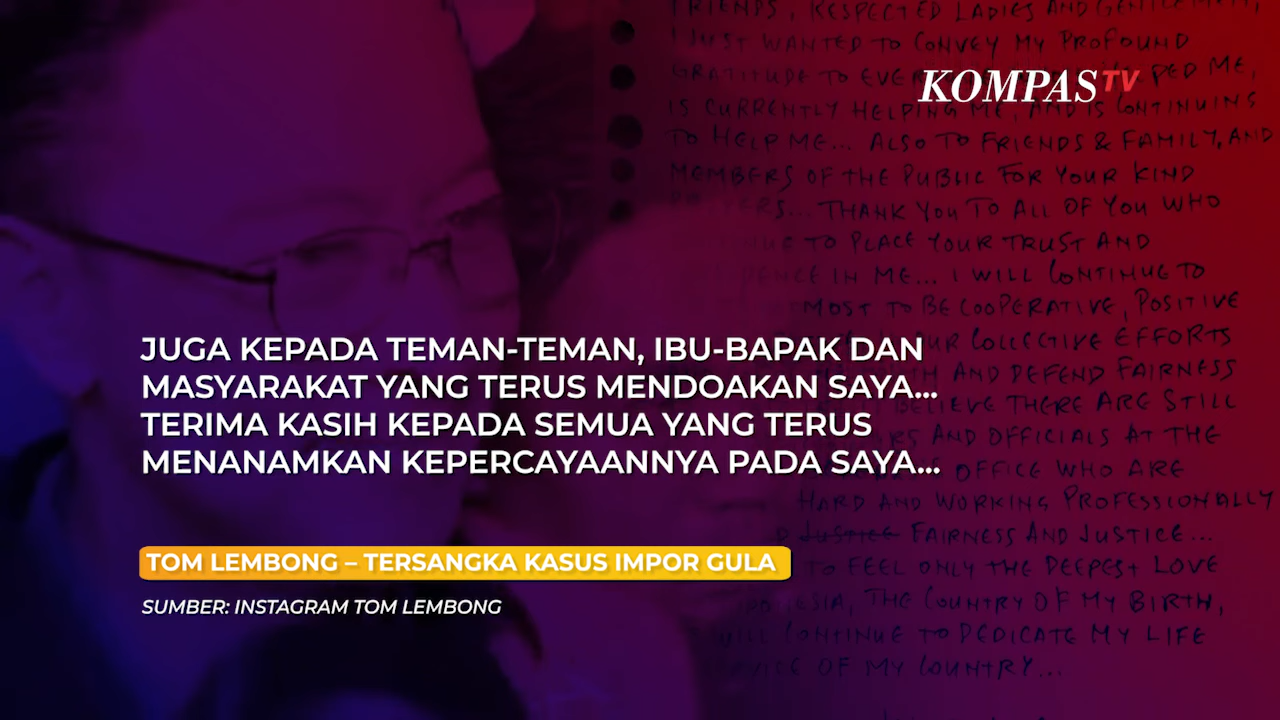 FRIENDS, RESPECTED LADIES AND GENTLEMEN,
I JUST WANTED TO CONVEY MY PROFOUND
GRATITUDE TO HELPED ME,
IS CURRENTLY HELPING ME, AND IS CONTINUING
TO HELP ME... ALSO TO FRIENDS & FAMILY, AND
MEMBERS OF THE PUBLIC FOR YOUR KIND
THANK YOU TO ALL OF YOU WHO
TO PLACE YOUR TRUST AND
IN ME... I WILL CONTINUE TO
MOST TO BE COOPERATIVE, POSITIVE
OUR COLLECTIVE EFFORTS
AND DEFEND FAIRNESS
BELIEVE THERE ARE STILL
AND OFFICIALS AT THE
OFFICE WHO ARE
HARD AND WORKING PROFESSIONALLY
JUSTICE FAIRNESS AND JUSTICE...
TO FEEL ONLY THE DEEPEST LOVE
THE COUNTRY OF MY BIRTH,
WILL CONTINUE TO DEDICATE MY LIFE
OF MY COUNTRY...
KOMPAS TV
JUGA KEPADA TEMAN-TEMAN, IBU-BAPAK DAN
MASYARAKAT YANG TERUS MENDOAKAN SAYA...
TERIMA KASIH KEPADA SEMUA YANG TERUS
MENANAMKAN KEPERCAYAANNYA PADA SAYA...
TOM LEMBONG – TERSANGKA KASUS IMPOR GULA
SUMBER: INSTAGRAM TOM LEMBONG